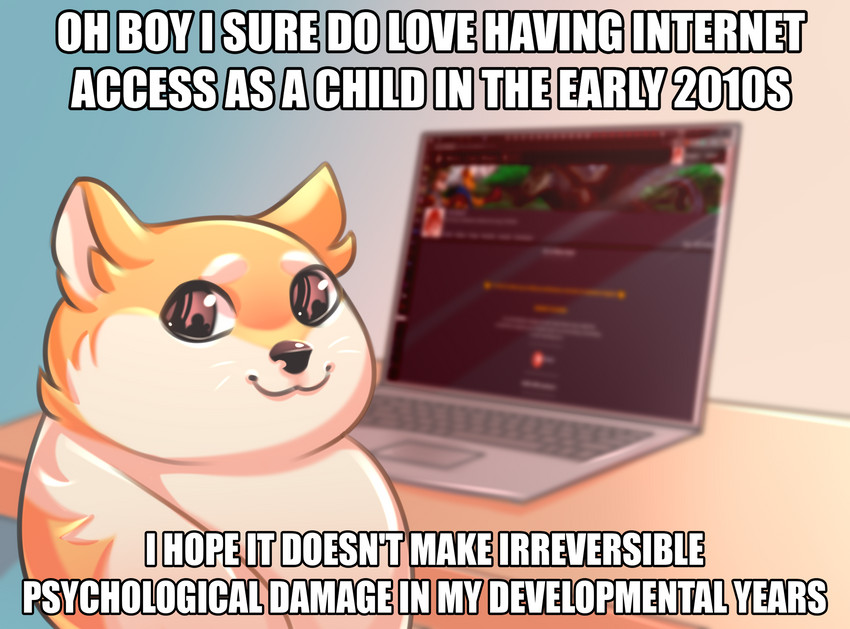 OH BOY I SURE DO LOVE HAVING INTERNET
ACCESS AS A CHILD IN THE EARLY 2010S
I HOPE IT DOESN'T MAKE IRREVERSIBLE
PSYCHOLOGICAL DAMAGE IN MY DEVELOPMENTAL YEARS